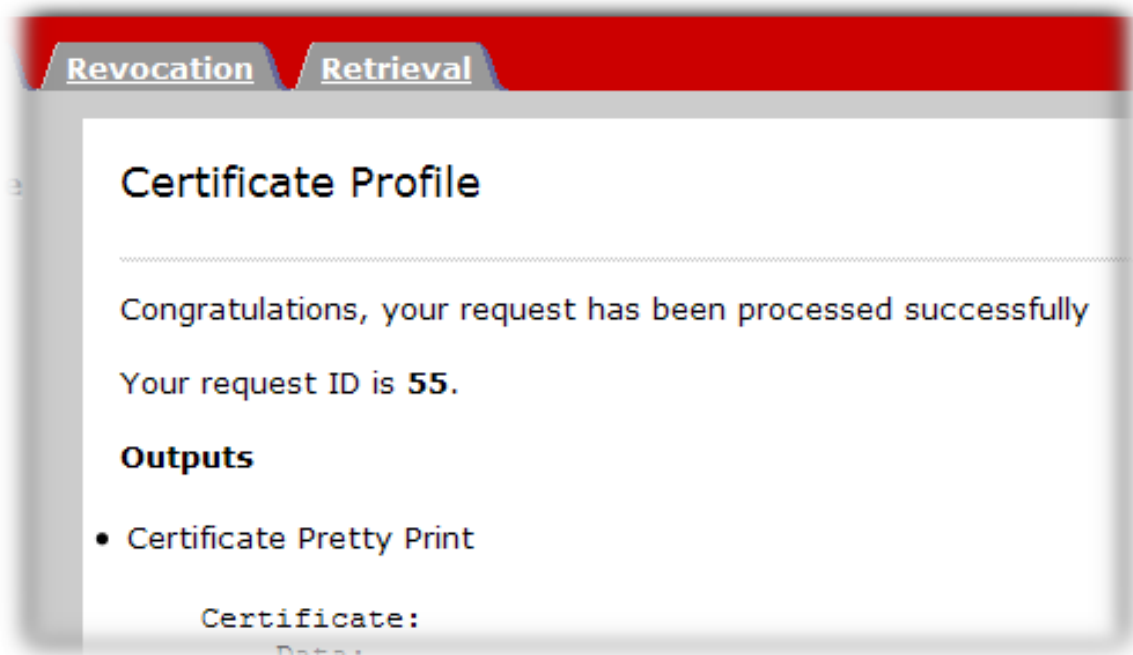 Revocation Retrieval
Certificate Profile
Congratulations, your request has been processed successfully
Your request ID is 55.
Outputs
• Certificate Pretty Print
Certificate:
Data: